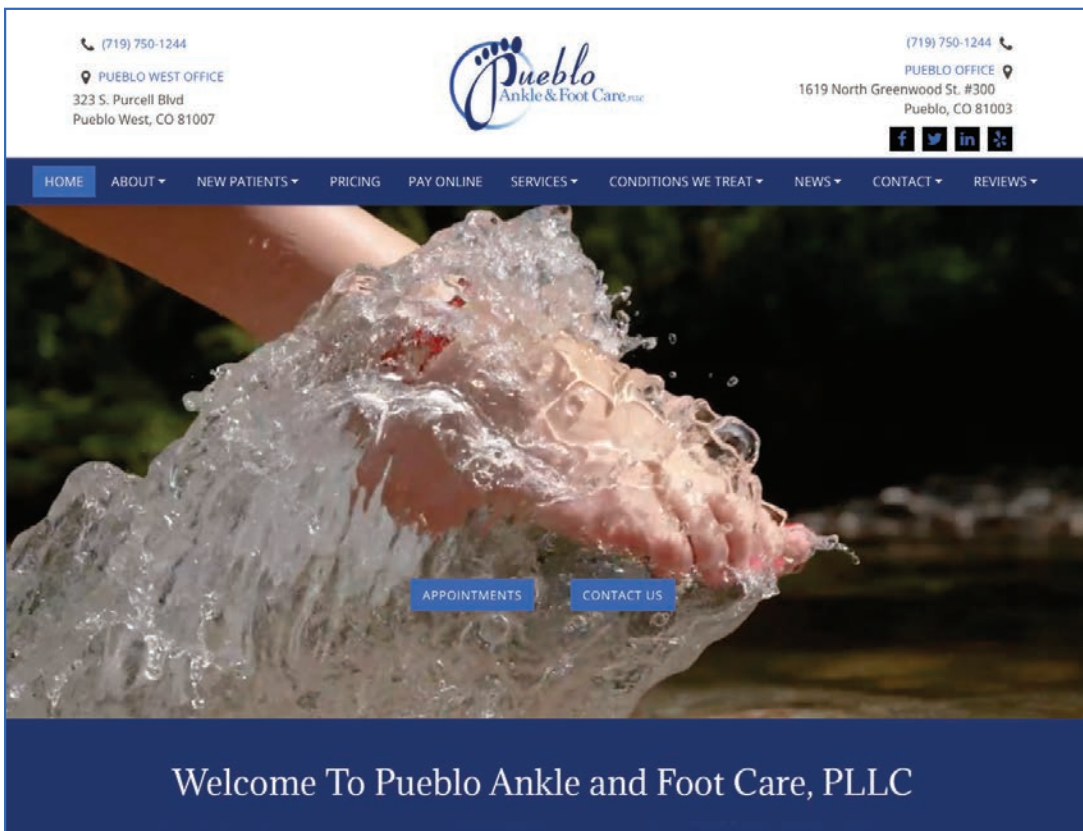 (719) 750-1244
PUEBLO WEST OFFICE
323 S. Purcell Blvd
Pueblo West, CO 81007
Pueblo
Ankle & Foot Care, PLLC
(719) 750-1244
PUEBLO OFFICE
1619 North Greenwood St. #300
Pueblo, CO 81003
HOME ABOUT NEW PATIENTS PRICING PAY ONLINE SERVICES CONDITIONS WE TREAT NEWS CONTACT REVIEWS
APPOINTMENTS CONTACT US
Welcome To Pueblo Ankle and Foot Care, PLLC